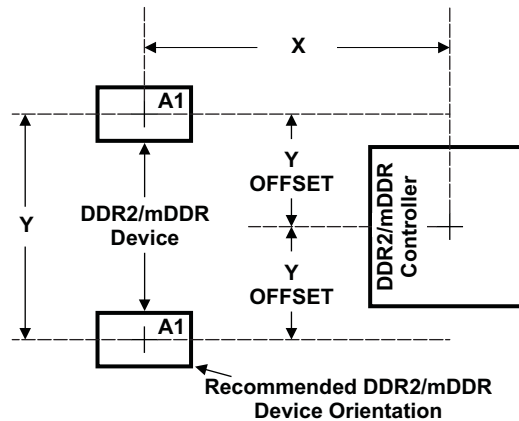 X
A1
Y
OFFSET
Y
DDR2/mDDR
Device
DDR2/mDDR
Controller
Y
OFFSET
A1
Recommended DDR2/mDDR
Device Orientation